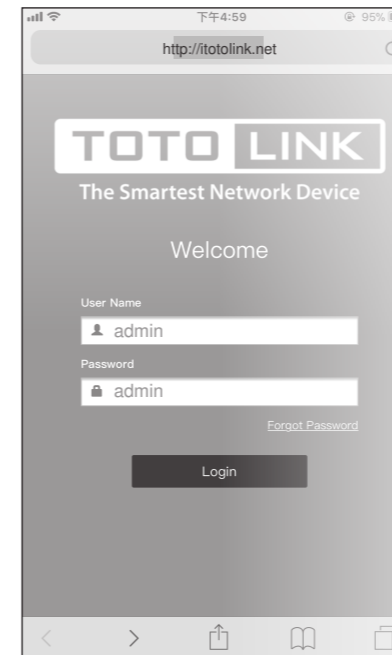 下午4:59
95%
http://itotolink.net
TOTO LINK
The Smartest Network Device
Welcome
User Name
admin
Password
admin
Forgot Password
Login